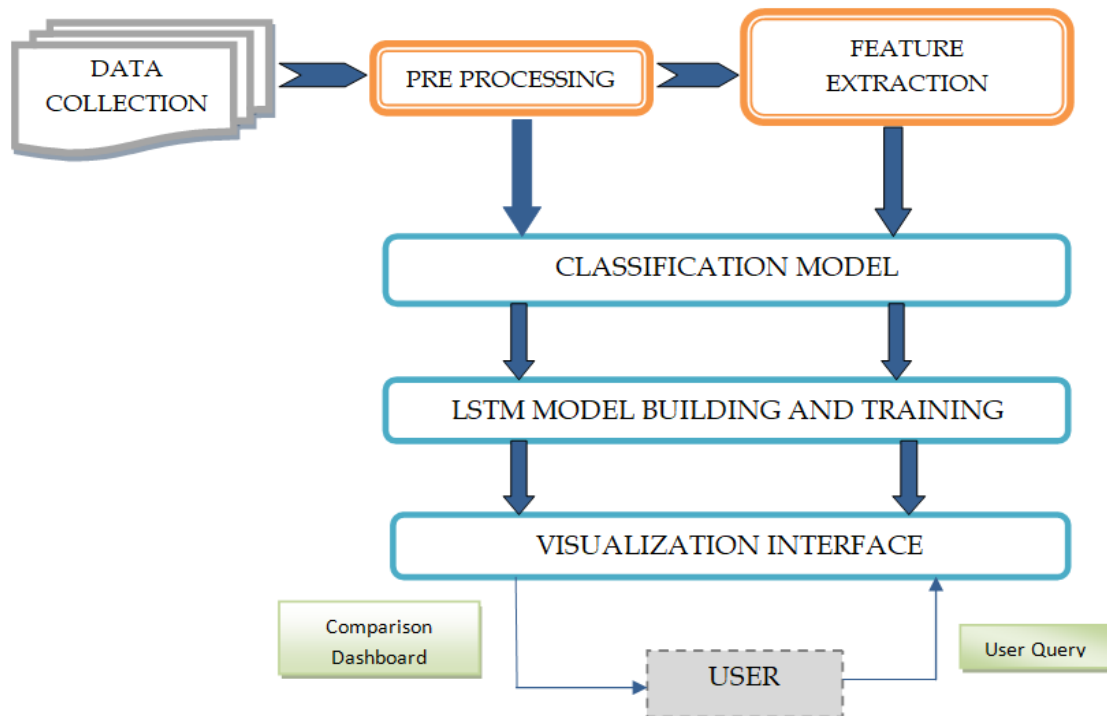 DATA
COLLECTION
PRE PROCESSING
FEATURE
EXTRACTION
CLASSIFICATION MODEL
LSTM MODEL BUILDING AND TRAINING
VISUALIZATION INTERFACE
Comparison
Dashboard
USER
User Query